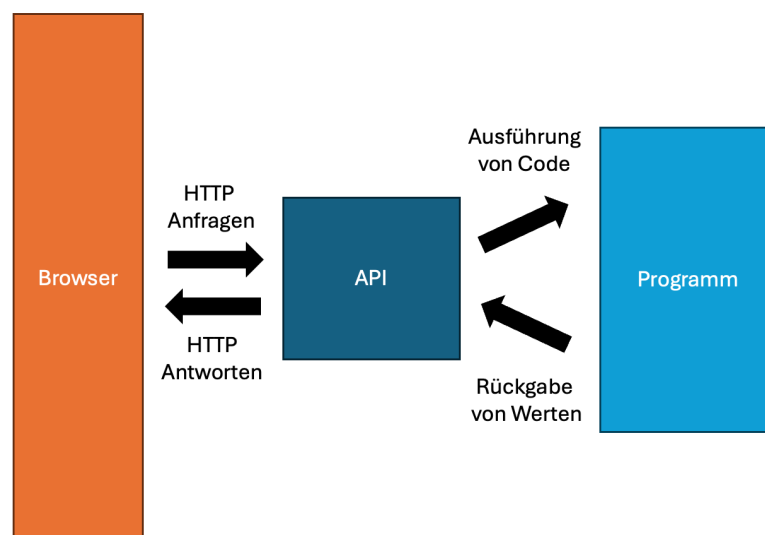 Browser
HTTP
Anfragen
HTTP
Antworten
API
Ausführung
von Code
Rückgabe
von Werten
Programm